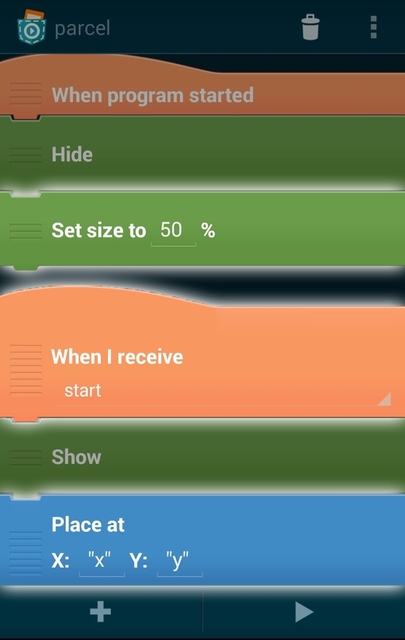 parcel
When program started
Hide
Set size to 50 %
When I receive
start
Show
Place at
X: "x" Y: "y"